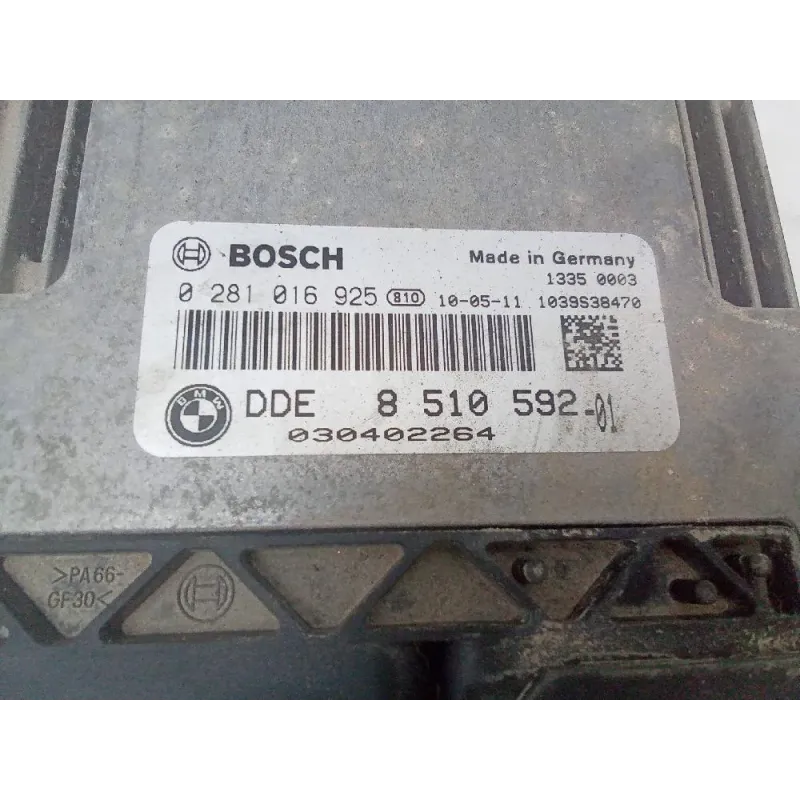 BOSCH Made in Germany
1335 0003
0 281 016 925 810 10-05-11 1039S38470
BMW DDE 8 510 592-01
030402264
>PA66-
GF30<